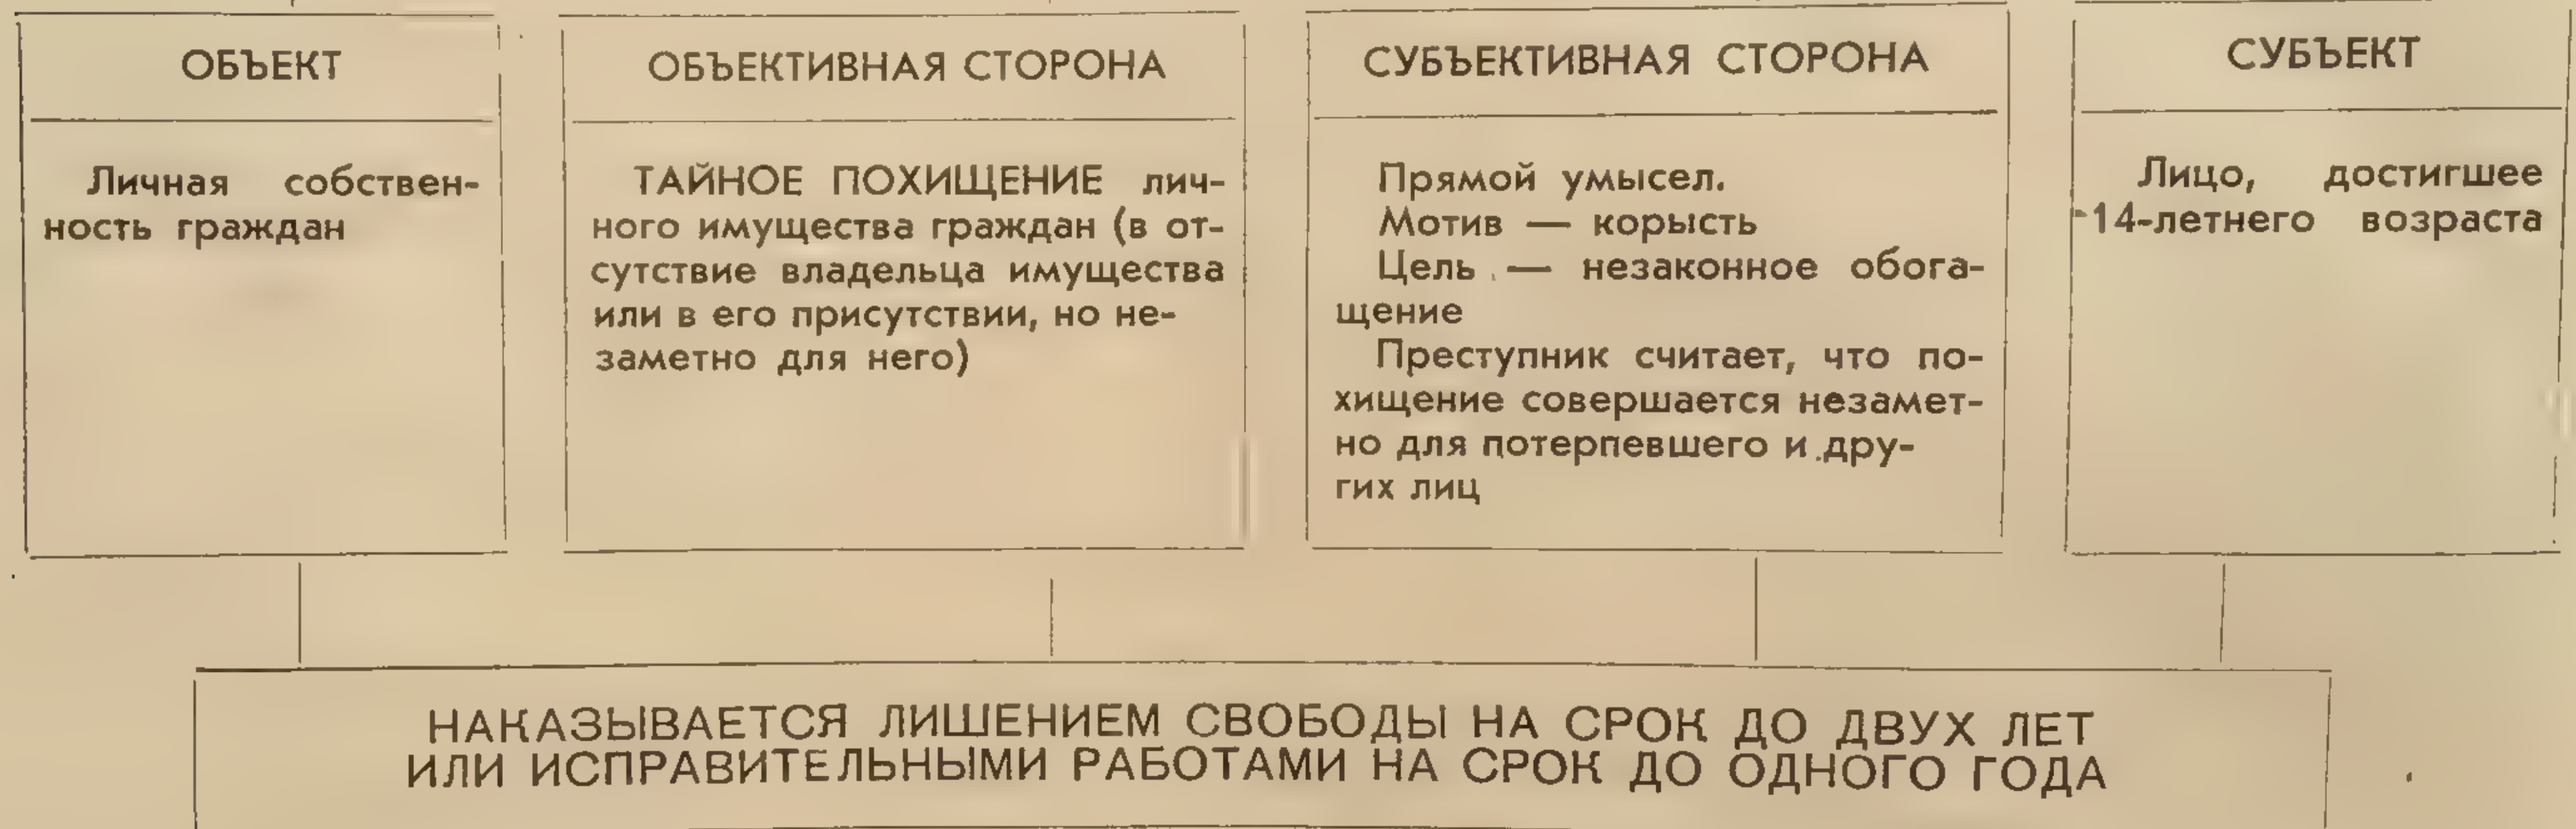 ОБЪЕКТ
Личная собствен-
ность граждан
ОБЪЕКТИВНАЯ СТОРОНА
ТАЙНОЕ ПОХИЩЕНИЕ лич-
ного имущества граждан (в от-
сутствие владельца имущества
или в его присутствии, но не-
заметно для него)
СУБЪЕКТИВНАЯ СТОРОНА
Прямой умысел.
Мотив — корысть
Цель — незаконное обога-
щение
Преступник считает, что по-
хищение совершается незамет-
но для потерпевшего и дру-
гих лиц
СУБЪЕКТ
Лицо, достигшее
14-летнего возраста
НАКАЗЫВАЕТСЯ ЛИШЕНИЕМ СВОБОДЫ НА СРОК ДО ДВУХ ЛЕТ
ИЛИ ИСПРАВИТЕЛЬНЫМИ РАБОТАМИ НА СРОК ДО ОДНОГО ГОДА